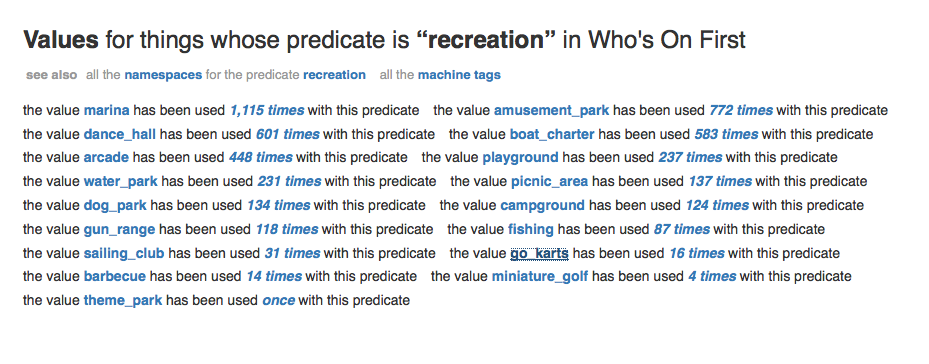 Values for things whose predicate is “recreation” in Who's On First
see also all the namespaces for the predicate recreation all the machine tags
the value marina has been used 1,115 times with this predicate the value amusement_park has been used 772 times with this predicate
the value dance_hall has been used 601 times with this predicate the value boat_charter has been used 583 times with this predicate
the value arcade has been used 448 times with this predicate the value playground has been used 237 times with this predicate
the value water_park has been used 231 times with this predicate the value picnic_area has been used 137 times with this predicate
the value dog_park has been used 134 times with this predicate the value campground has been used 124 times with this predicate
the value gun_range has been used 118 times with this predicate the value fishing has been used 87 times with this predicate
the value sailing_club has been used 31 times with this predicate the value go_karts has been used 16 times with this predicate
the value barbecue has been used 14 times with this predicate the value miniature_golf has been used 4 times with this predicate
the value theme_park has been used once with this predicate